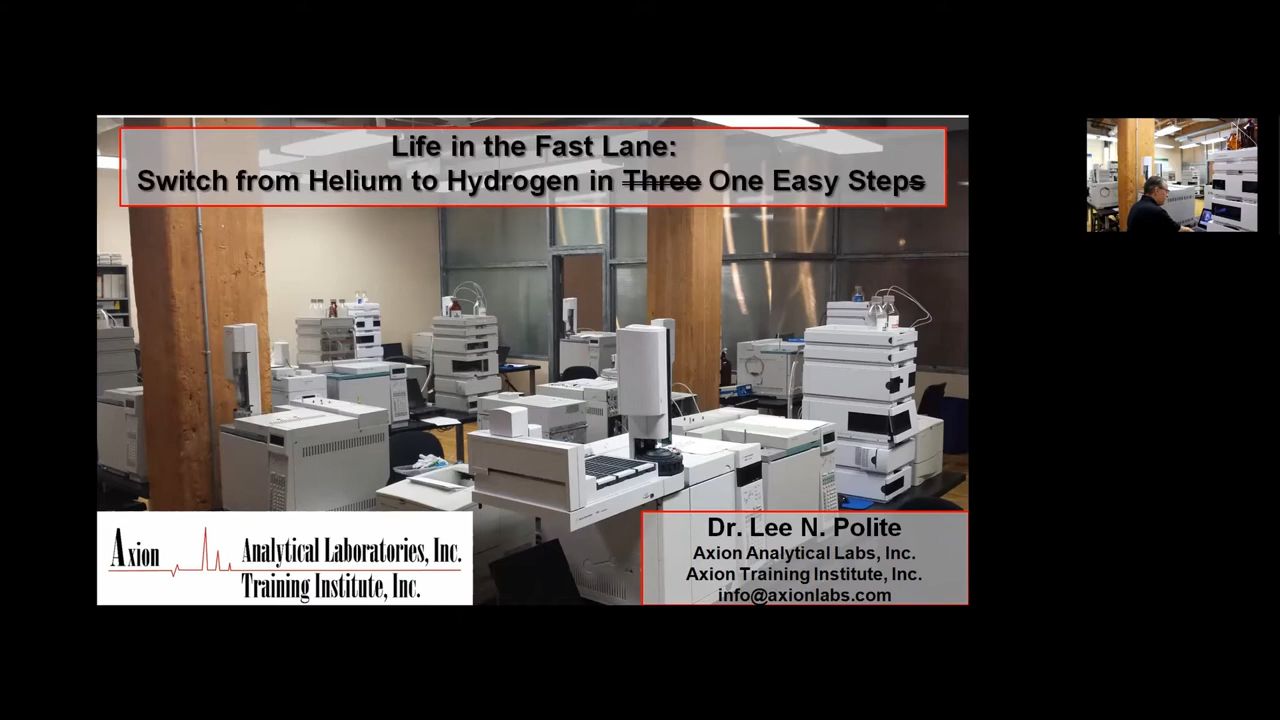 Life in the Fast Lane:
Switch from Helium to Hydrogen in Three One Easy Steps
Axion Analytical Laboratories, Inc.
Training Institute, Inc.
Dr. Lee N. Polite
Axion Analytical Labs, Inc.
Axion Training Institute, Inc.
info@axionlabs.com